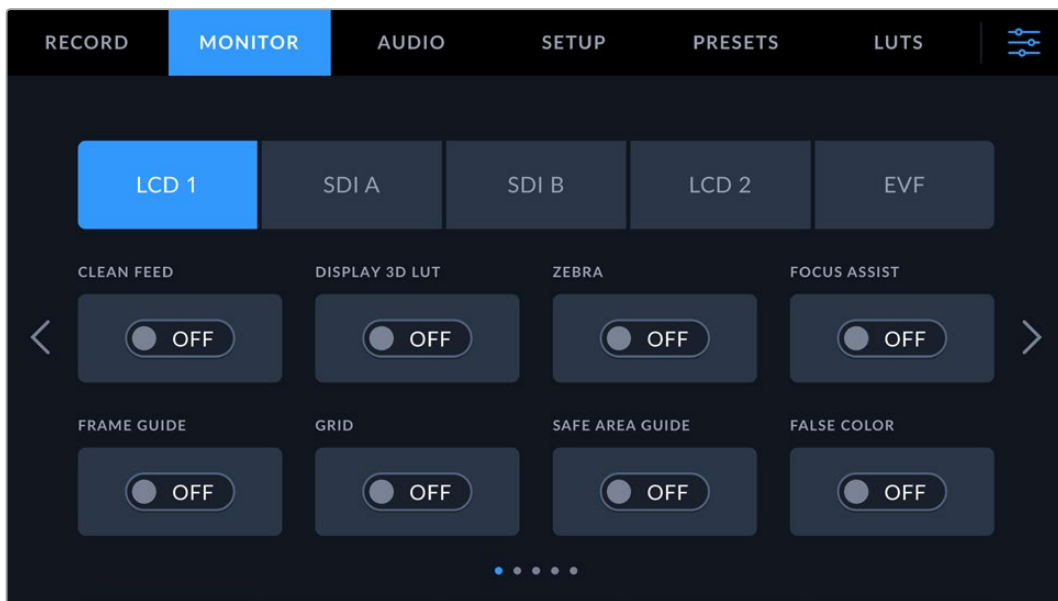 RECORD MONITOR AUDIO SETUP PRESETS LUTS
LCD 1 SDI A SDI B LCD 2 EVF
CLEAN FEED DISPLAY 3D LUT ZEBRA FOCUS ASSIST
OFF OFF OFF OFF
FRAME GUIDE GRID SAFE AREA GUIDE FALSE COLOR
OFF OFF OFF OFF